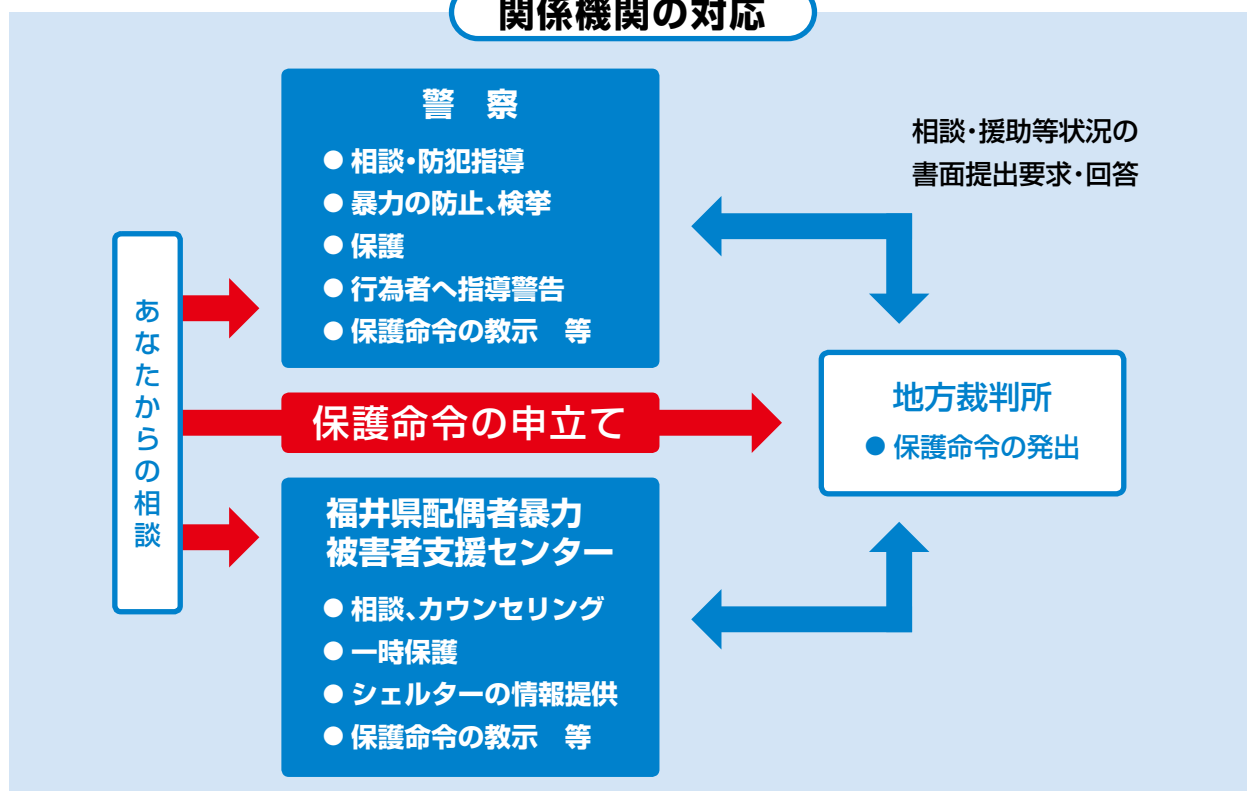 関係機関の対応
あなたからの相談
警　察
● 相談・防犯指導
● 暴力の防止、検挙
● 保護
● 行為者へ指導警告
● 保護命令の教示　等
保護命令の申立て
福井県配偶者暴力
被害者支援センター
● 相談、カウンセリング
● 一時保護
● シェルターの情報提供
● 保護命令の教示　等
相談・援助等状況の
書面提出要求・回答
地方裁判所
● 保護命令の発出